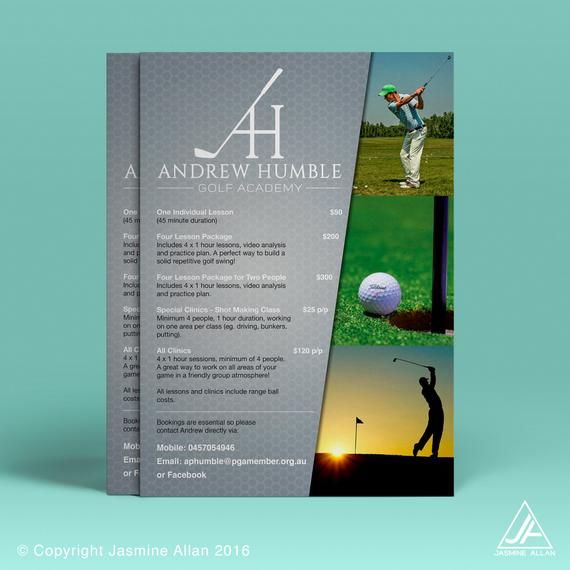 AH
ANDREW HUMBLE
GOLF ACADEMY
One Individual Lesson $50
(45 minute duration)
Four Lesson Package $200
Includes 4 x 1 hour lessons, video analysis
and practice plan. A perfect way to build a
solid repetitive golf swing!
Four Lesson Package for Two People $300
Includes 4 x 1 hour lessons, video analysis
and practice plan.
Special Clinics - Shot Making Class $25 p/p
Minimum 4 people, 1 hour duration, working
on one area per class (eg. driving, bunkers,
putting).
All Clinics $120 p/p
4 x 1 hour sessions, minimum of 4 people.
A great way to work on all areas of your
game in a friendly group atmosphere!
All lessons and clinics include range ball
costs.
Bookings are essential so please
contact Andrew directly via:
Mobile: 0457054946
Email: aphumble@pgamember.org.au
or Facebook
Titleist
© Copyright Jasmine Allan 2016
JA
JASMINE ALLAN